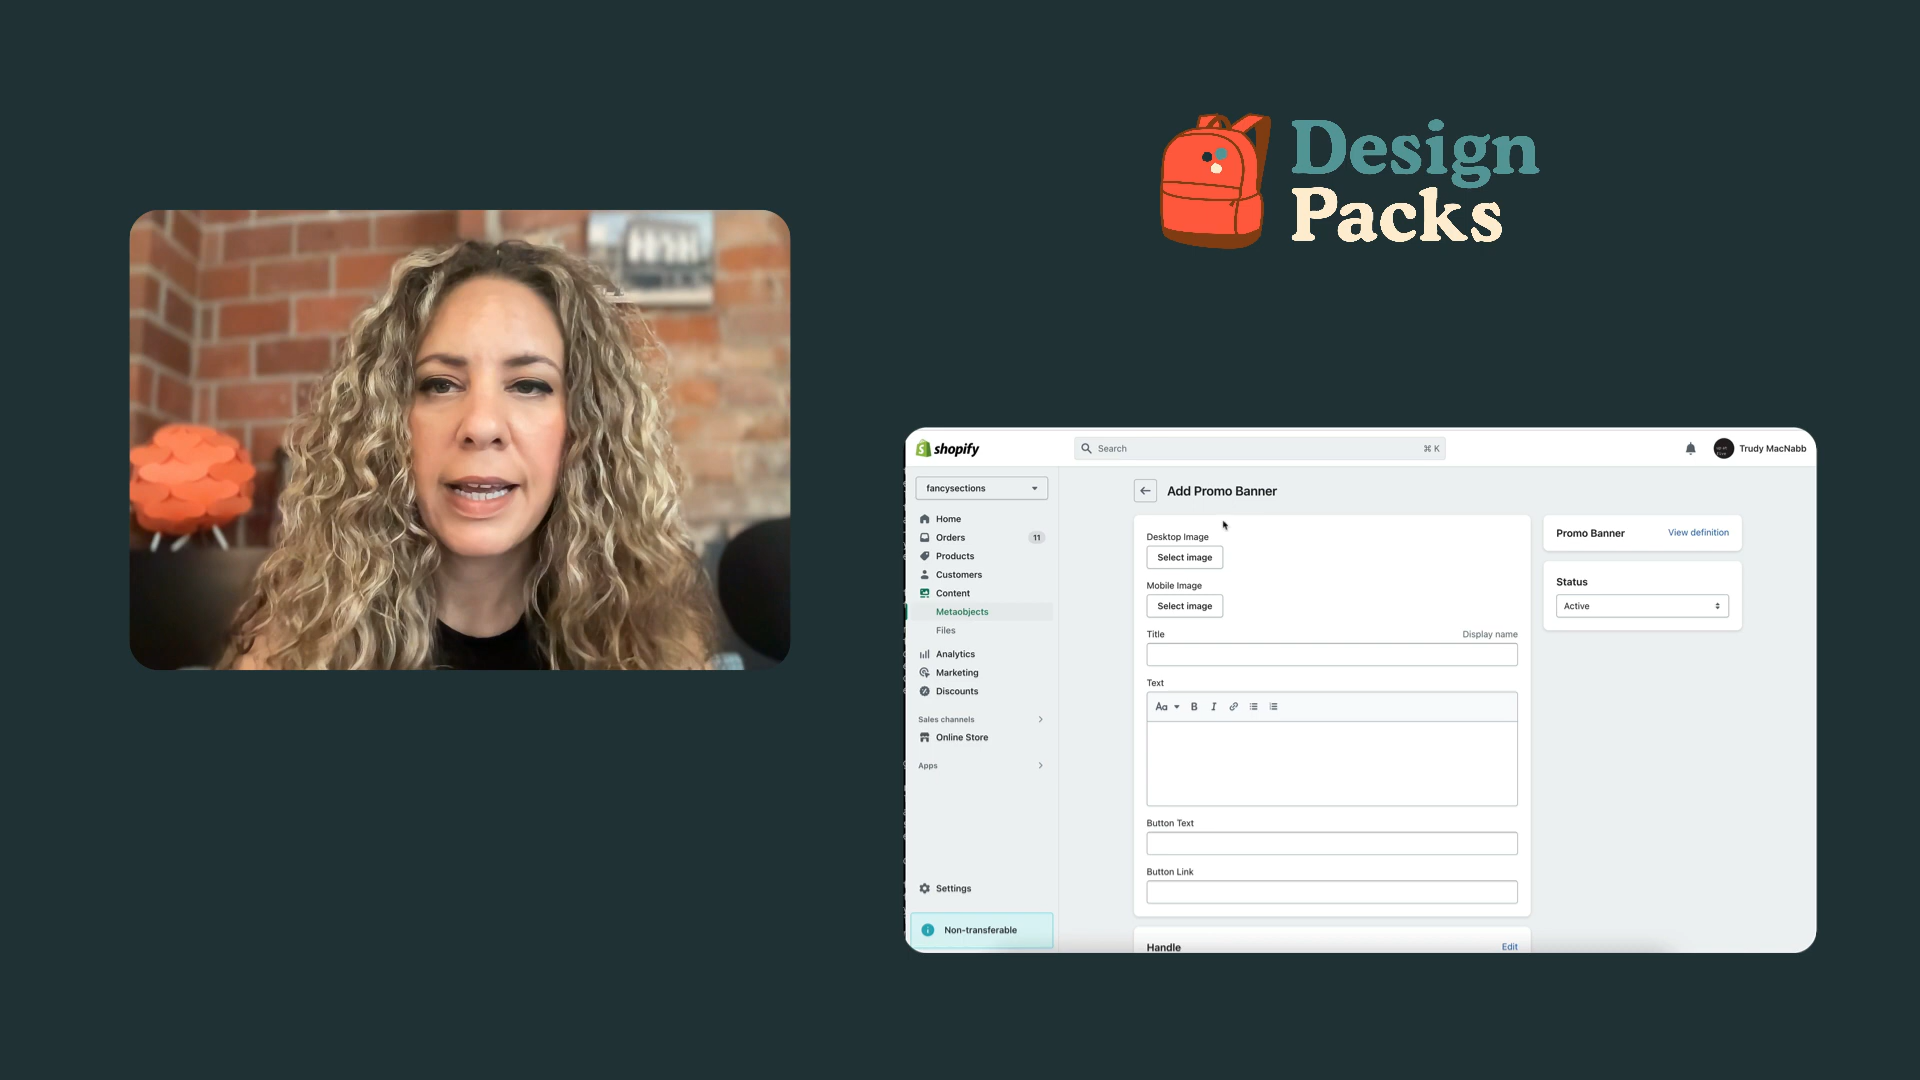 Design
Packs
shopify
Search
⌘ K
Trudy MacNabb
fancysections
Home
Orders
11
Products
Customers
Content
Metaobjects
Files
Analytics
Marketing
Discounts
Sales channels
Online Store
Apps
Settings
Non-transferable
Add Promo Banner
Desktop Image
Select image
Mobile Image
Select image
Title
Display name
Text
Aa
B
I
Button Text
Button Link
Handle
Edit
Promo Banner
View definition
Status
Active